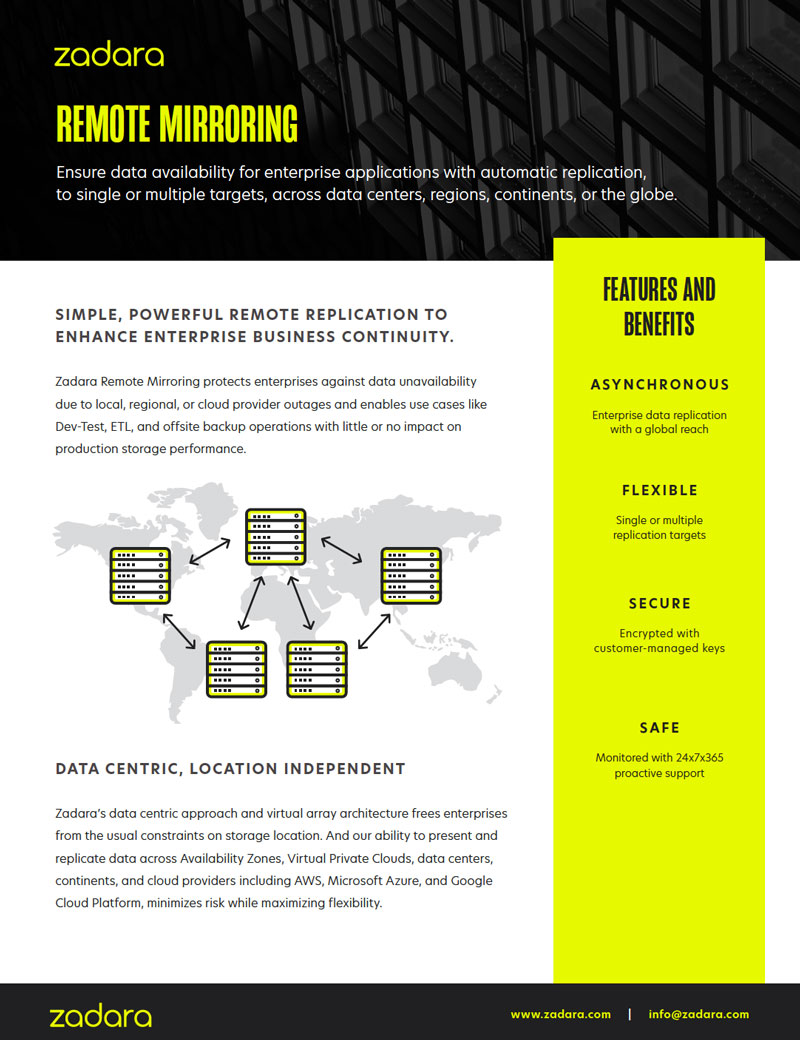 zadara
REMOTE MIRRORING
Ensure data availability for enterprise applications with automatic replication,
to single or multiple targets, across data centers, regions, continents, or the globe.
SIMPLE, POWERFUL REMOTE REPLICATION TO
ENHANCE ENTERPRISE BUSINESS CONTINUITY.
Zadara Remote Mirroring protects enterprises against data unavailability
due to local, regional, or cloud provider outages and enables use cases like
Dev-Test, ETL, and offsite backup operations with little or no impact on
production storage performance.
DATA CENTRIC, LOCATION INDEPENDENT
Zadara's data centric approach and virtual array architecture frees enterprises
from the usual constraints on storage location. And our ability to present and
replicate data across Availability Zones, Virtual Private Clouds, data centers,
continents, and cloud providers including AWS, Microsoft Azure, and Google
Cloud Platform, minimizes risk while maximizing flexibility.
FEATURES AND
BENEFITS
ASYNCHRONOUS
Enterprise data replication
with a global reach
FLEXIBLE
Single or multiple
replication targets
SECURE
Encrypted with
customer-managed keys
SAFE
Monitored with 24x7x365
proactive support
zadara
www.zadara.com | info@zadara.com